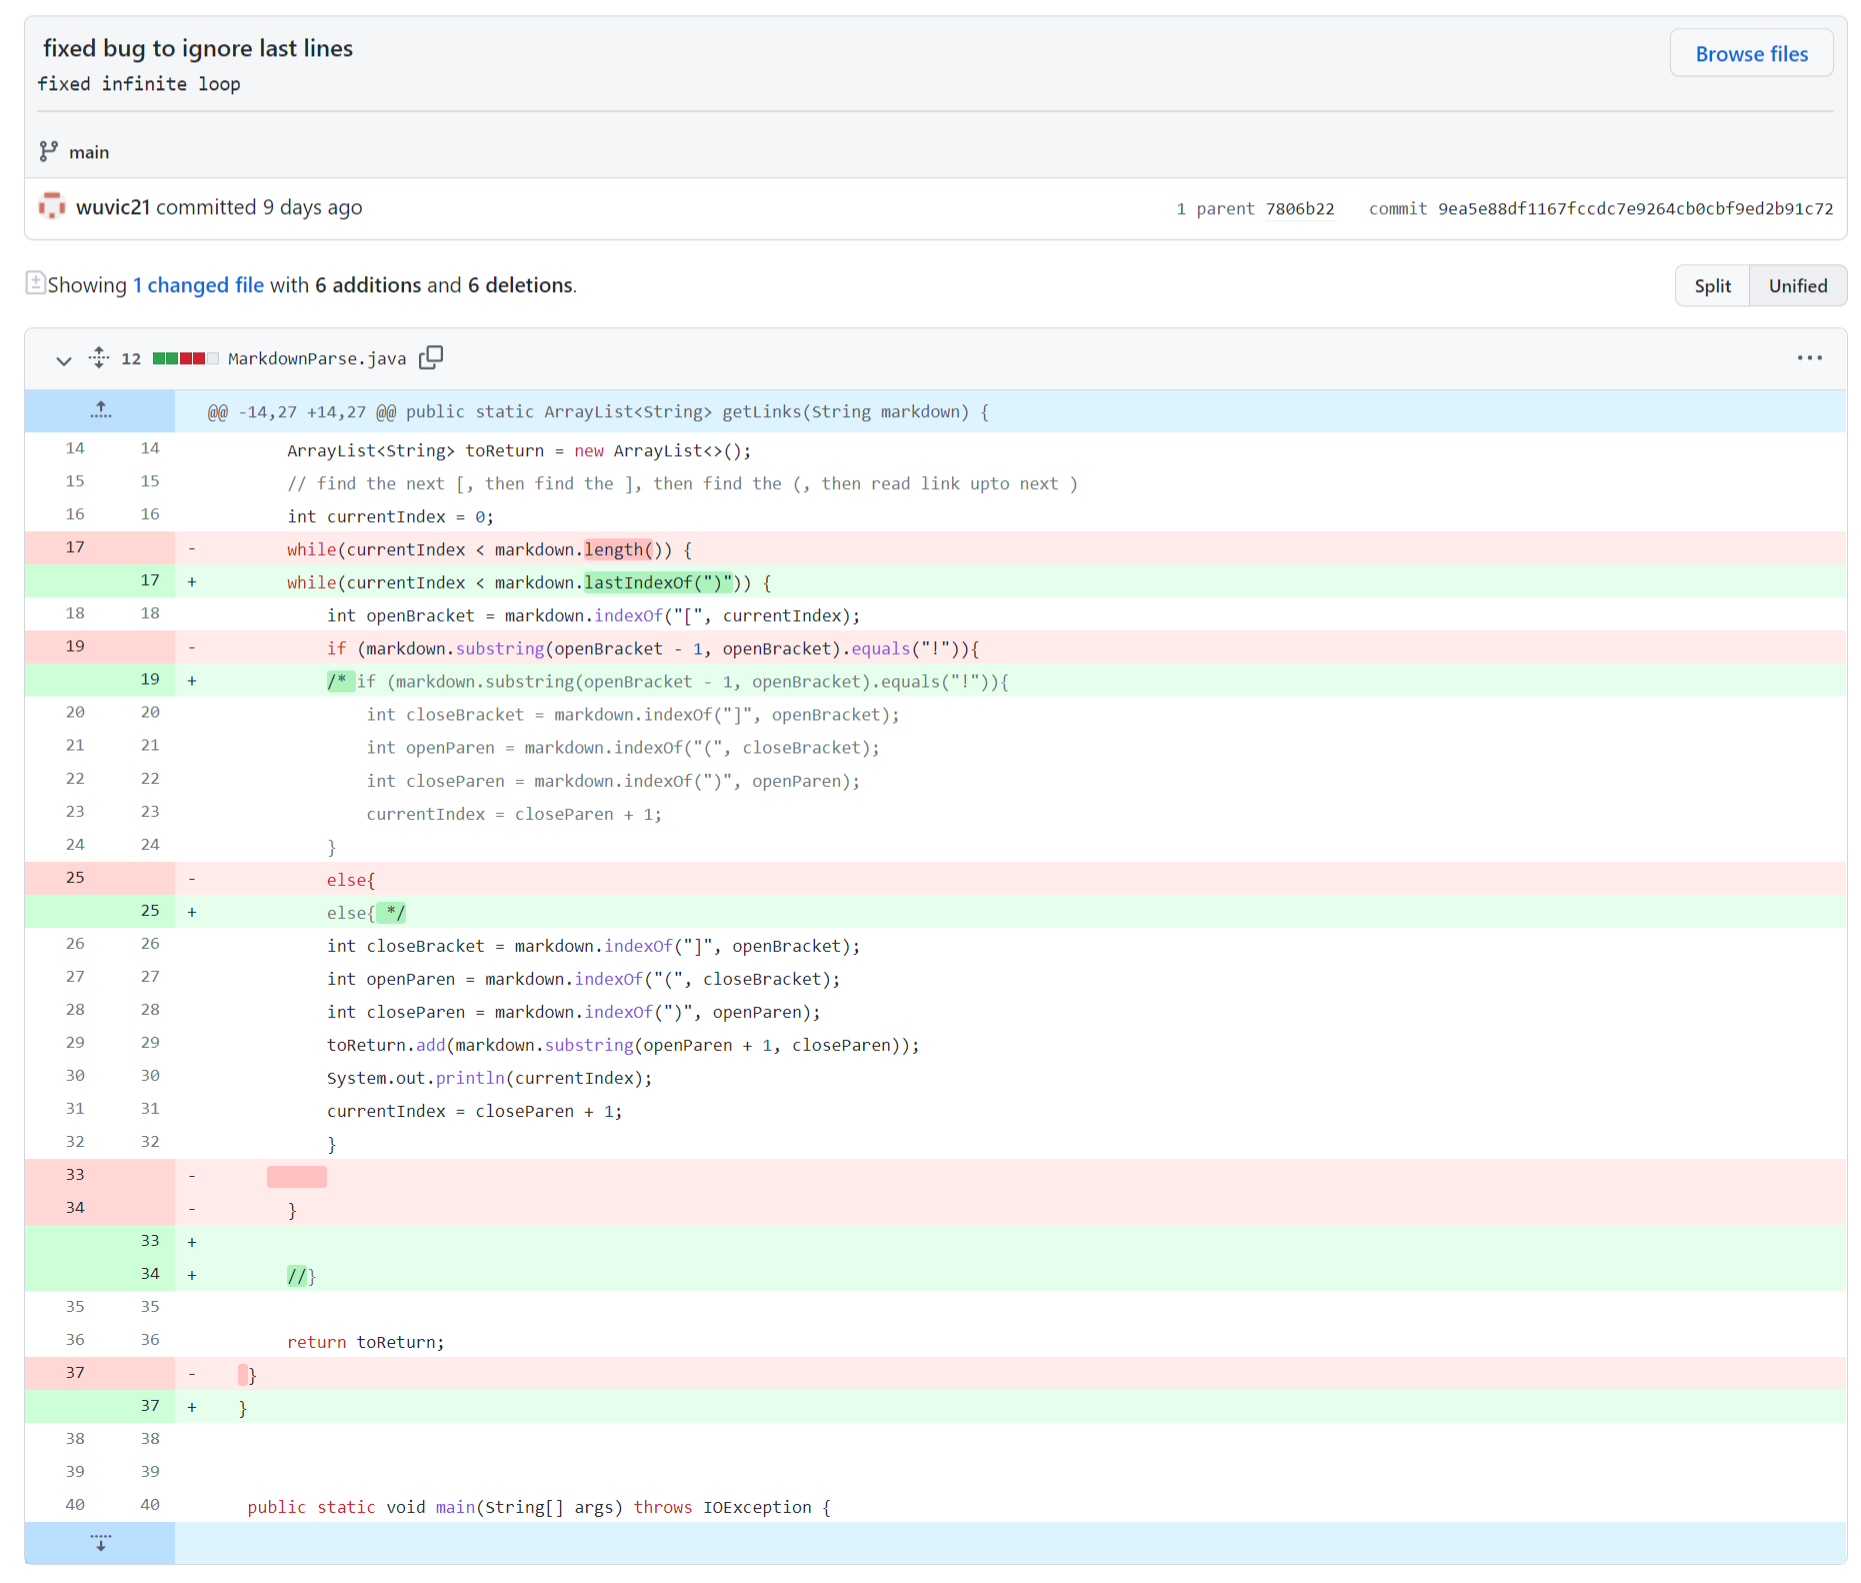 fixed bug to ignore last lines
Browse files
fixed infinite loop
main
wuvic21 committed 9 days ago
1 parent 7806b22 commit 9ea5e88df1167fccdc7e9264cb0cbf9ed2b91c72
Showing 1 changed file with 6 additions and 6 deletions.
Split Unified
12 MarkdownParse.java
@@ -14,27 +14,27 @@ public static ArrayList<String> getLinks(String markdown) {
14 14 ArrayList<String> toReturn = new ArrayList<>();
15 15 // find the next [, then find the ], then find the (, then read link upto next )
16 16 int currentIndex = 0;
17 - while(currentIndex < markdown.length()) {
17 + while(currentIndex < markdown.lastIndexOf(")")) {
18 18 int openBracket = markdown.indexOf("[", currentIndex);
19 - if (markdown.substring(openBracket - 1, openBracket).equals("!")){
19 + /* if (markdown.substring(openBracket - 1, openBracket).equals("!")){
20 20 int closeBracket = markdown.indexOf("]", openBracket);
21 21 int openParen = markdown.indexOf("(", closeBracket);
22 22 int closeParen = markdown.indexOf(")", openParen);
23 23 currentIndex = closeParen + 1;
24 24 }
25 - else{
25 + else{ */
26 26 int closeBracket = markdown.indexOf("]", openBracket);
27 27 int openParen = markdown.indexOf("(", closeBracket);
28 28 int closeParen = markdown.indexOf(")", openParen);
29 29 toReturn.add(markdown.substring(openParen + 1, closeParen));
30 30 System.out.println(currentIndex);
31 31 currentIndex = closeParen + 1;
32 32 }
33 -
34 - }
33 +
34 + //}
35 35
36 36 return toReturn;
37 - }
37 + }
38 38
39 39
40 40 public static void main(String[] args) throws IOException {